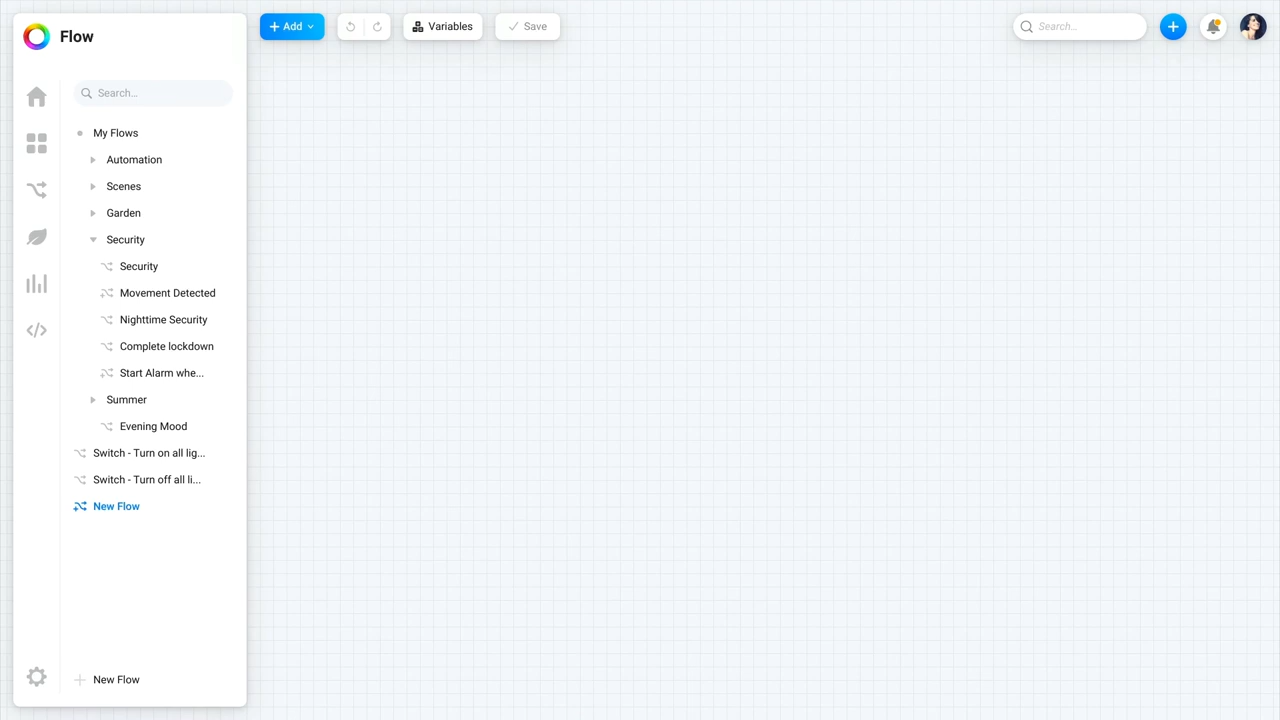 Flow
Add
Variables
Save
Search...
Search...
My Flows
Automation
Scenes
Garden
Security
Security
Movement Detected
Nighttime Security
Complete lockdown
Start Alarm whe...
Summer
Evening Mood
Switch - Turn on all lig...
Switch - Turn off all li...
New Flow
New Flow